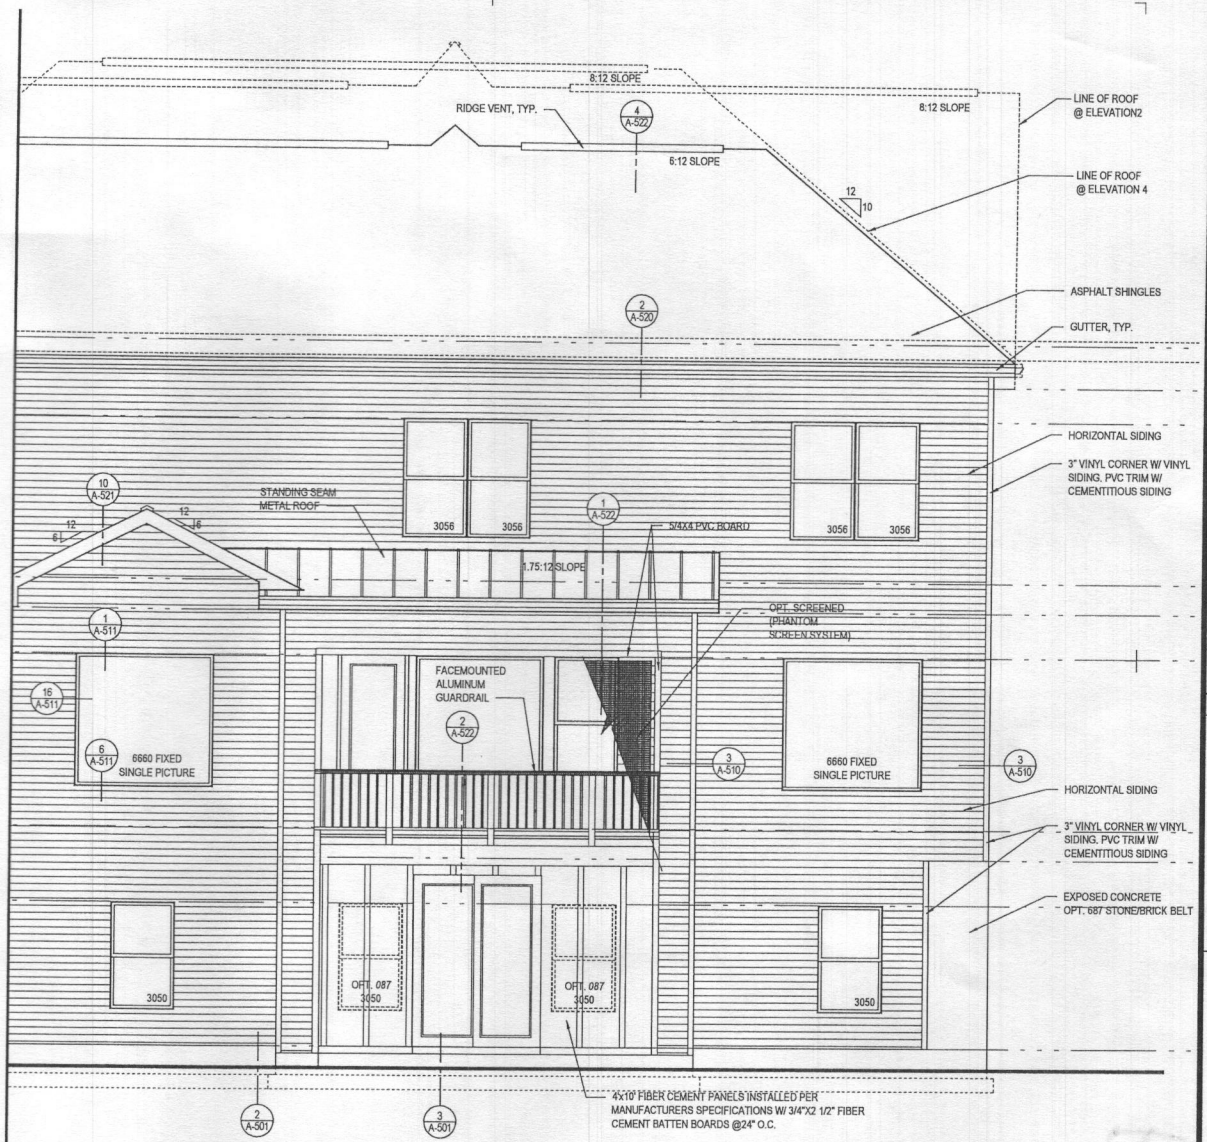 8:12 SLOPE
8:12 SLOPE
RIDGE VENT, TYP.
4
A-522
6:12 SLOPE
LINE OF ROOF
@ ELEVATION2
12
10
LINE OF ROOF
@ ELEVATION 4
ASPHALT SHINGLES
2
A-520
GUTTER, TYP.
HORIZONTAL SIDING
3" VINYL CORNER W/ VINYL
SIDING. PVC TRIM W/
CEMENTITIOUS SIDING
10
A-521
STANDING SEAM
METAL ROOF
3056
3056
1
A-522
5/4X4 PVC BOARD
3056
3056
12
6
12
6
1.75:12 SLOPE
OPT. SCREENED
(PHANTOM
SCREEN SYSTEM)
1
A-511
16
A-511
6
A-511
6660 FIXED
SINGLE PICTURE
FACEMOUNTED
ALUMINUM
GUARDRAIL
2
A-522
3
A-510
6660 FIXED
SINGLE PICTURE
3
A-510
HORIZONTAL SIDING
3" VINYL CORNER W/ VINYL
SIDING. PVC TRIM W/
CEMENTITIOUS SIDING
EXPOSED CONCRETE
OPT. 687 STONE/BRICK BELT
3050
OPT. 087
3050
OPT. 087
3050
3050
2
A-501
3
A-501
4'x10' FIBER CEMENT PANELS INSTALLED PER
MANUFACTURERS SPECIFICATIONS W/ 3/4"X2 1/2" FIBER
CEMENT BATTEN BOARDS @24" O.C.